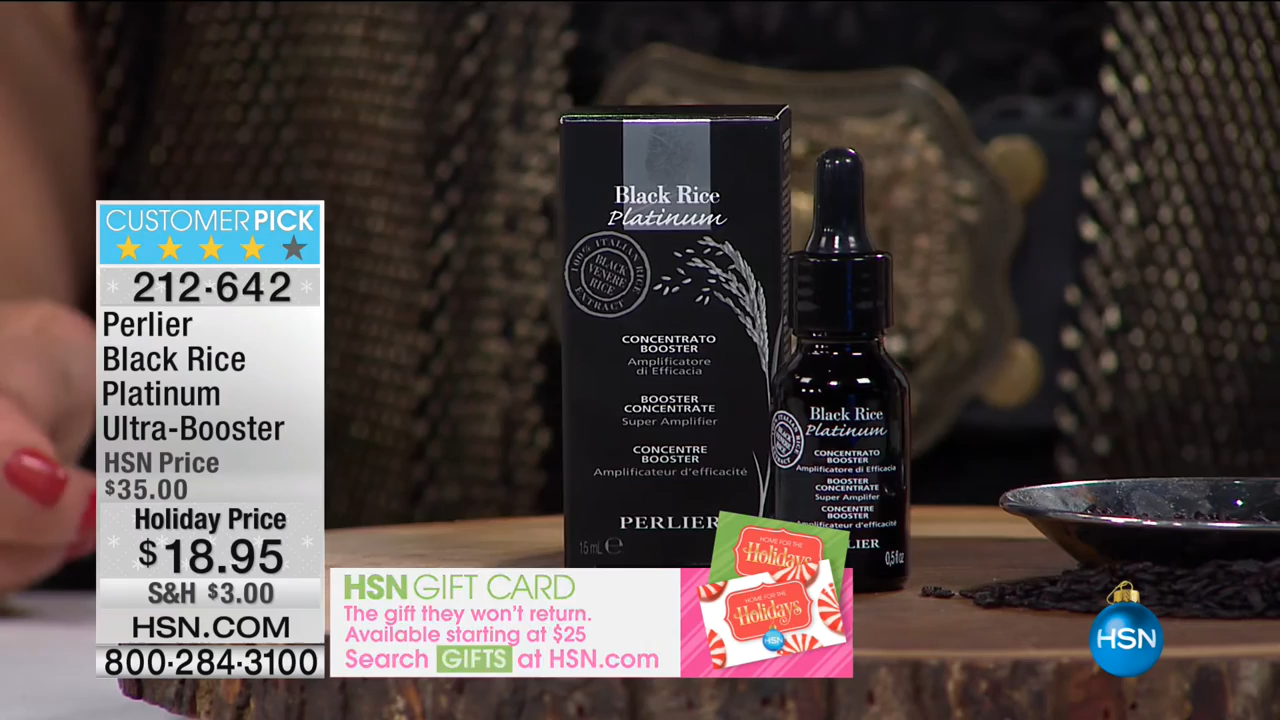 CUSTOMER PICK
212-642
Perlier
Black Rice
Platinum
Ultra-Booster
HSN Price
$35.00
Holiday Price
$18.95
S&H $3.00
HSN.COM
800-284-3100
Black Rice
Platinum
100% ITALIAN RICE EXTRACT
BLACK
VENERE
RICE
CONCENTRATO
BOOSTER
Amplificatore
di Efficacia
BOOSTER
CONCENTRATE
Super Amplifier
CONCENTRE
BOOSTER
Amplificateur d'efficacité
PERLIER
15 mL e
Black Rice
Platinum
CONCENTRATO
BOOSTER
Amplificatore di Efficacia
BOOSTER
CONCENTRATE
Super Amplifer
CONCENTRE
BOOSTER
Amplificateur d'efficacité
LIER
0,5 fl oz
HSN GIFT CARD
The gift they won't return.
Available starting at $25
Search GIFTS at HSN.com
HOME FOR THE
Holidays
HOME FOR THE
Holidays
HSN
HSN